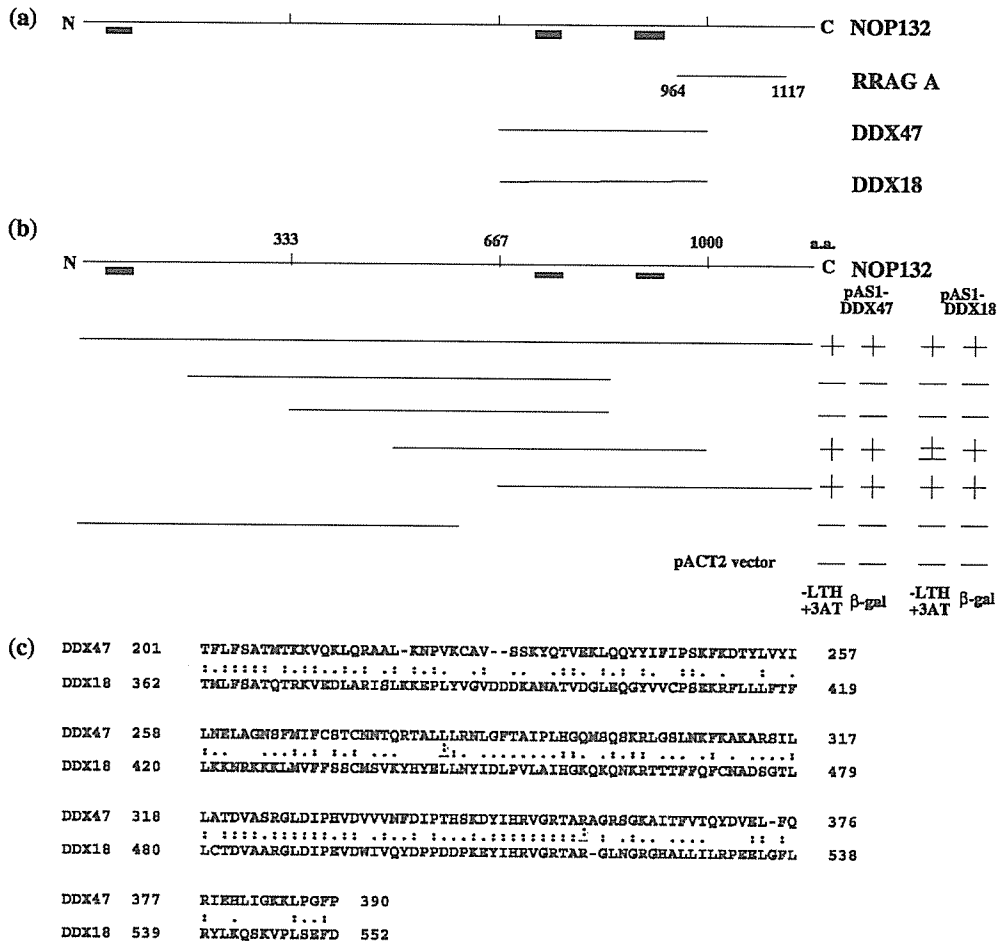 (a)
N C NOP132
964 1117 RRAG A
DDX47
DDX18
(b)
333 667 1000 a.a.
N C NOP132
pAS1-DDX47 pAS1-DDX18
+ + + +
— — — —
— — — —
+ + ± +
+ + + +
— — — —
pACT2 vector — — — —
-LTH +3AT β-gal -LTH +3AT β-gal
(c)
DDX47 201 TFLFSATMTKKVQKLQRAAL-KNPVKCAV--SSKYQTVEKLQQYYIFIPSKFKDTYLVYI 257
DDX18 362 TMLFSATQTRKVEDLARISLKKEPLYVGVDDDKANATVDGLEQGYVVCPSEKRFLLLFTF 419
DDX47 258 LNELAGNSFMIFCSTCNNTQRTALLLRNLGFTAIPLHGQMSQSKRLGSLNKFKAKARSIL 317
DDX18 420 LKKNRKKKLMVFFSSCMSVKYHYELLNYIDLPVLAIHGKQKQNKRTTTFFQFCNADSGTL 479
DDX47 318 LATDVASRGLDIPHVDVVVNFDIPTHSKDYIHRVGRTARAGRSGKAITFVTQYDVEL-FQ 376
DDX18 480 LCTDVAARGLDIPEVDWIVQYDPPDDPKEYIHRVGRTAR-GLNGRGHALLILRPEELGFL 538
DDX47 377 RIEHLIGKKLPGFP 390
DDX18 539 RYLKQSKVPLSEFD 552